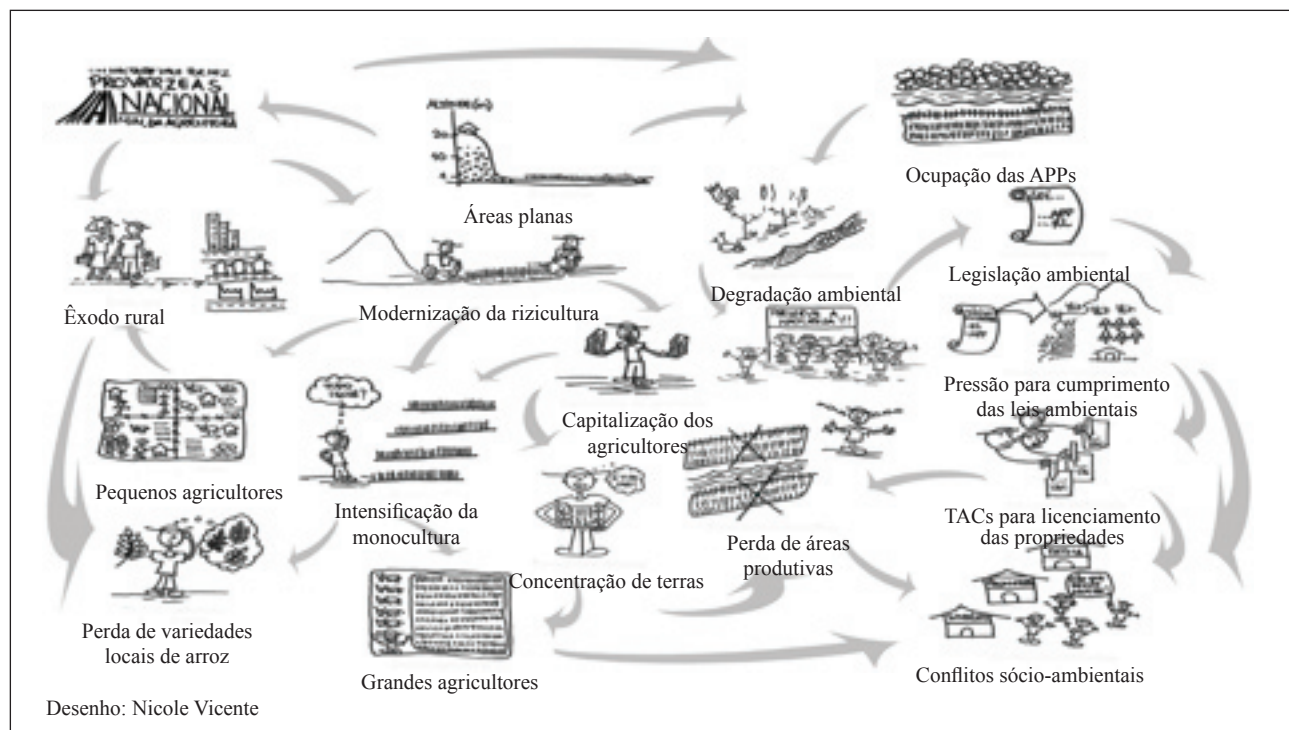 PROVÁRZEAS
NACIONAL
Ocupação das APPs
Áreas planas
Legislação ambiental
Degradação ambiental
Êxodo rural
Modernização da rizicultura
Pressão para cumprimento
das leis ambientais
Capitalização dos
agricultores
Pequenos agricultores
Intensificação da
monocultura
TACs para licenciamento
das propriedades
Perda de áreas
produtivas
Concentração de terras
Perda de variedades
locais de arroz
Grandes agricultores
Conflitos sócio-ambientais
Desenho: Nicole Vicente